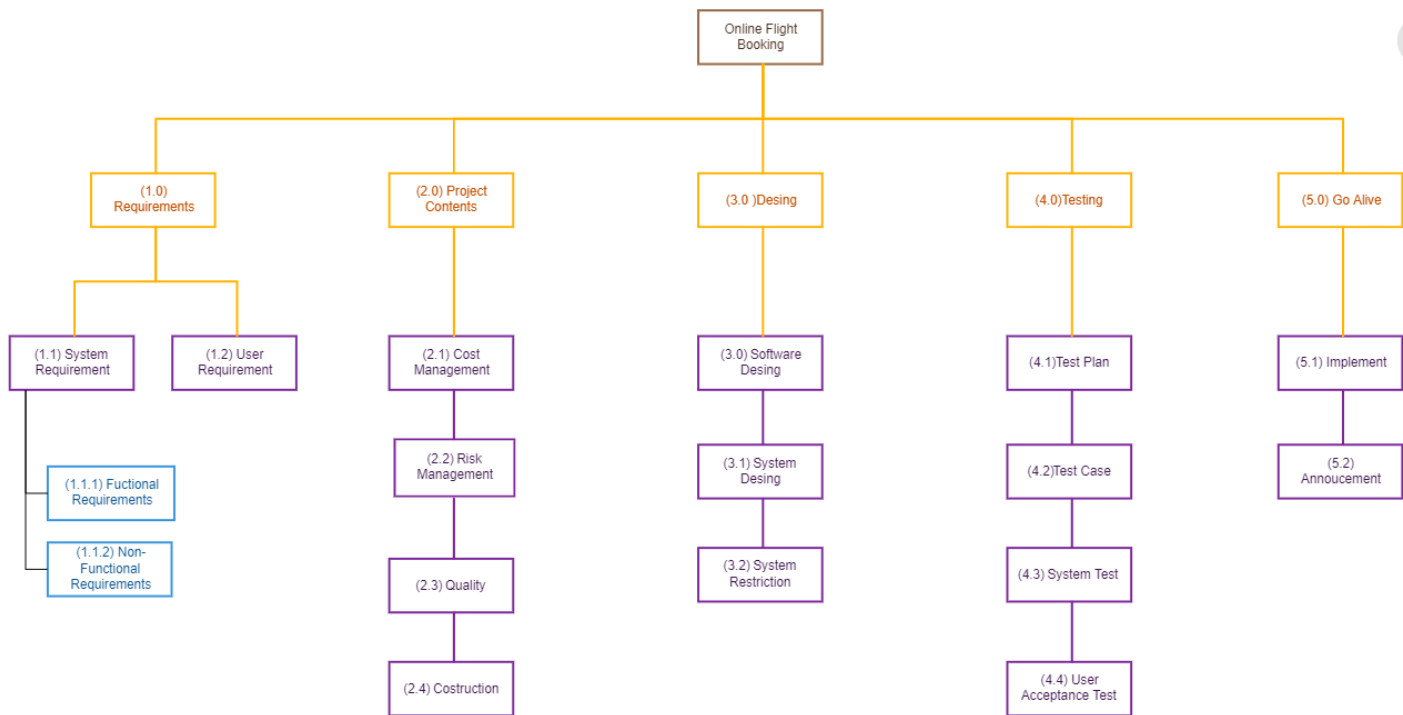 Online Flight
Booking
(1.0)
Requirements
(2.0) Project
Contents
(3.0 )Desing
(4.0)Testing
(5.0) Go Alive
(1.1) System
Requirement
(1.2) User
Requirement
(2.1) Cost
Management
(3.0) Software
Desing
(4.1)Test Plan
(5.1) Implement
(1.1.1) Fuctional
Requirements
(2.2) Risk
Management
(3.1) System
Desing
(4.2)Test Case
(5.2)
Annoucement
(1.1.2) Non-
Functional
Requirements
(2.3) Quality
(3.2) System
Restriction
(4.3) System Test
(2.4) Costruction
(4.4) User
Acceptance Test